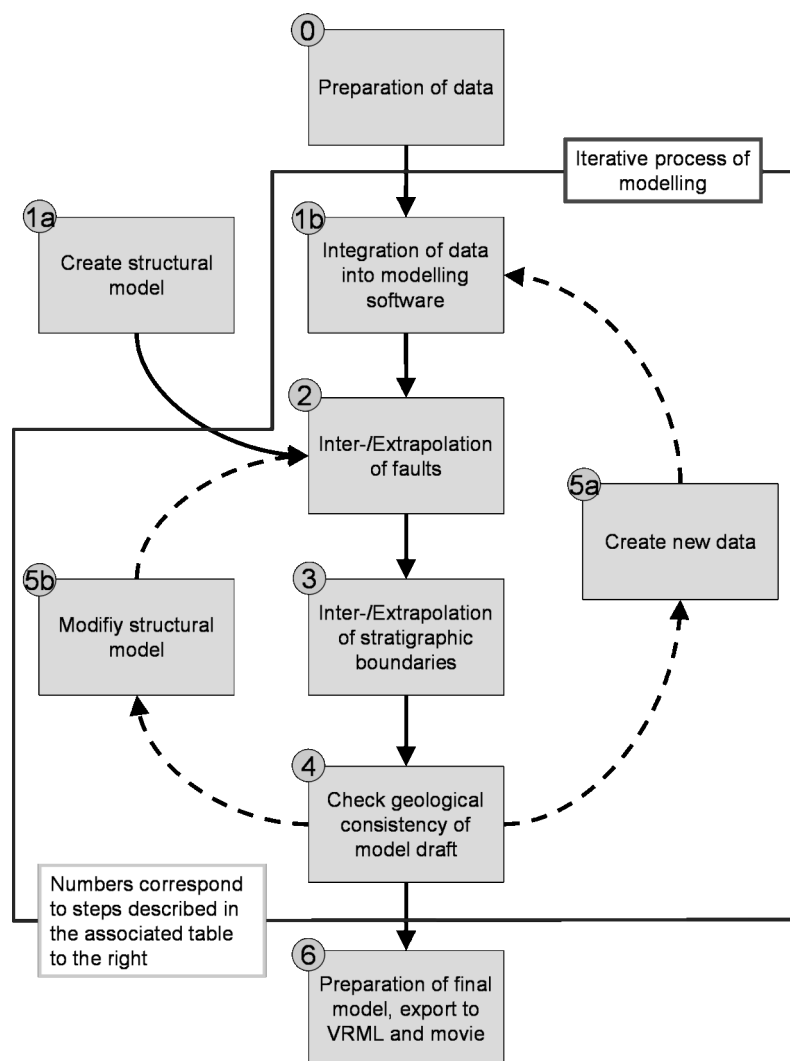 0
Preparation of data
Iterative process of
modelling
1a
Create structural
model
1b
Integration of data
into modelling
software
2
Inter-/Extrapolation
of faults
5a
Create new data
5b
Modifiy structural
model
3
Inter-/Extrapolation
of stratigraphic
boundaries
4
Check geological
consistency of
model draft
Numbers correspond
to steps described in
the associated table
to the right
6
Preparation of final
model, export to
VRML and movie